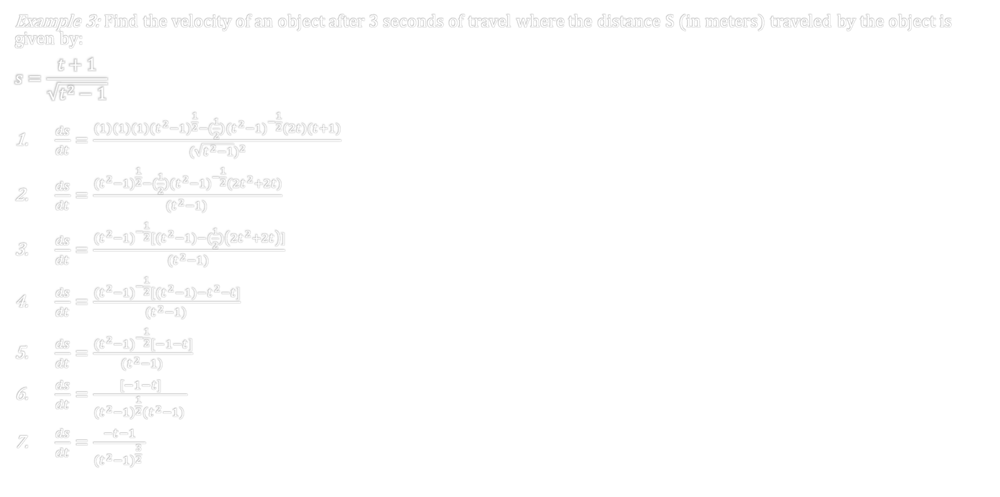 Example 3: Find the velocity of an object after 3 seconds of travel where the distance S (in meters) traveled by the object is
given by:
s = \frac{t+1}{\sqrt{t^2-1}}
1. \frac{ds}{dt} = \frac{(1)(1)(1)(t^2-1)^{\frac{1}{2}}-(\frac{1}{2})(t^2-1)^{-\frac{1}{2}}(2t)(t+1)}{(\sqrt{t^2-1})^2}
2. \frac{ds}{dt} = \frac{(t^2-1)^{\frac{1}{2}}-(\frac{1}{2})(t^2-1)^{-\frac{1}{2}}(2t^2+2t)}{(t^2-1)}
3. \frac{ds}{dt} = \frac{(t^2-1)^{-\frac{1}{2}}[(t^2-1)-(\frac{1}{2})(2t^2+2t)]}{(t^2-1)}
4. \frac{ds}{dt} = \frac{(t^2-1)^{-\frac{1}{2}}[(t^2-1)-t^2-t]}{(t^2-1)}
5. \frac{ds}{dt} = \frac{(t^2-1)^{-\frac{1}{2}}[-1-t]}{(t^2-1)}
6. \frac{ds}{dt} = \frac{[-1-t]}{(t^2-1)^{\frac{1}{2}}(t^2-1)}
7. \frac{ds}{dt} = \frac{-t-1}{(t^2-1)^{\frac{3}{2}}}